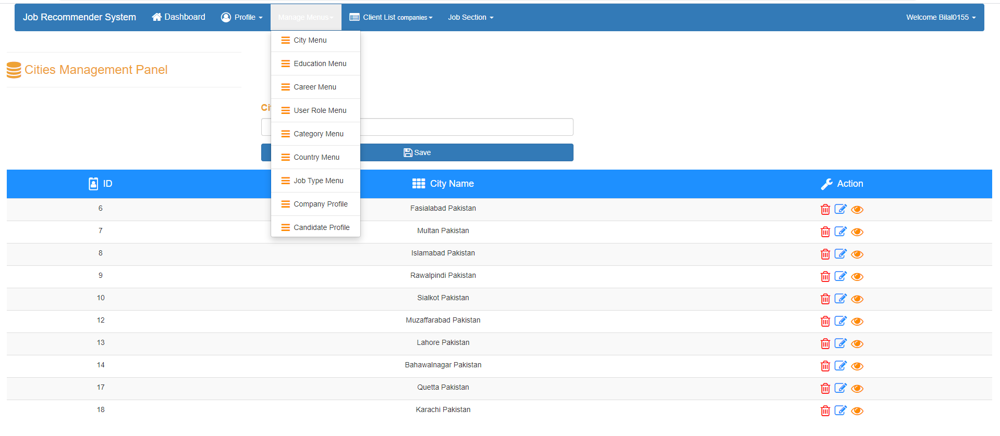 Job Recommender System Dashboard Profile Manage Menus Client List companies Job Section Welcome Bilal0155
City Menu
Education Menu
Career Menu
User Role Menu
Category Menu
Country Menu
Job Type Menu
Company Profile
Candidate Profile
Cities Management Panel
Save
ID City Name Action
6 Fasialabad Pakistan
7 Multan Pakistan
8 Islamabad Pakistan
9 Rawalpindi Pakistan
10 Sialkot Pakistan
12 Muzaffarabad Pakistan
13 Lahore Pakistan
14 Bahawalnagar Pakistan
17 Quetta Pakistan
18 Karachi Pakistan